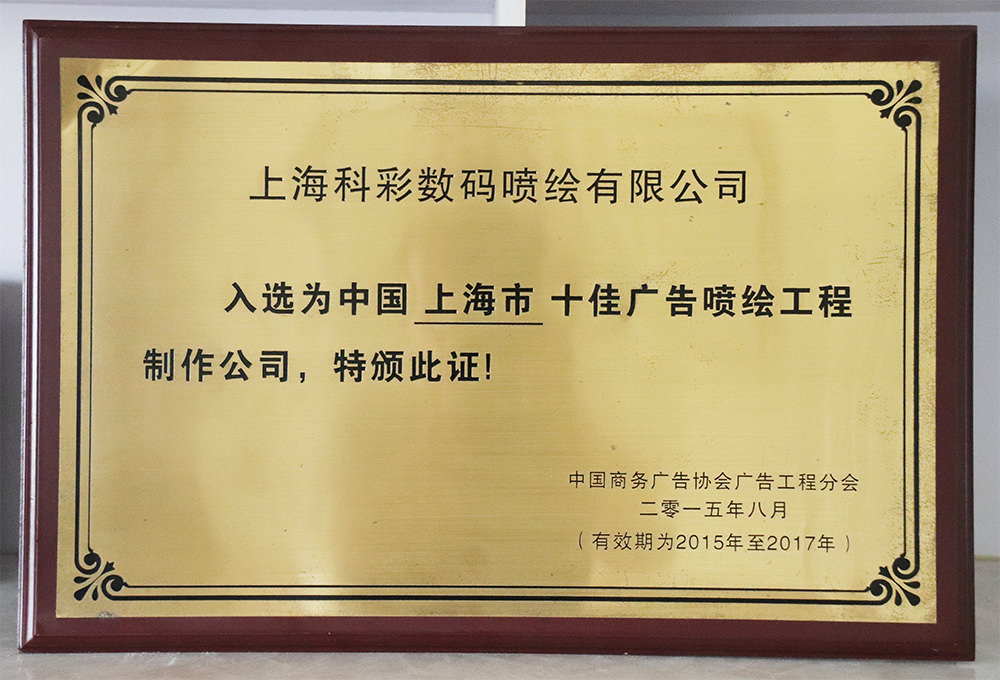 上海科彩数码喷绘有限公司
入选为中国 上海市 十佳广告喷绘工程
制作公司，特颁此证!
中国商务广告协会广告工程分会
二零一五年八月
（有效期为2015年至2017年）